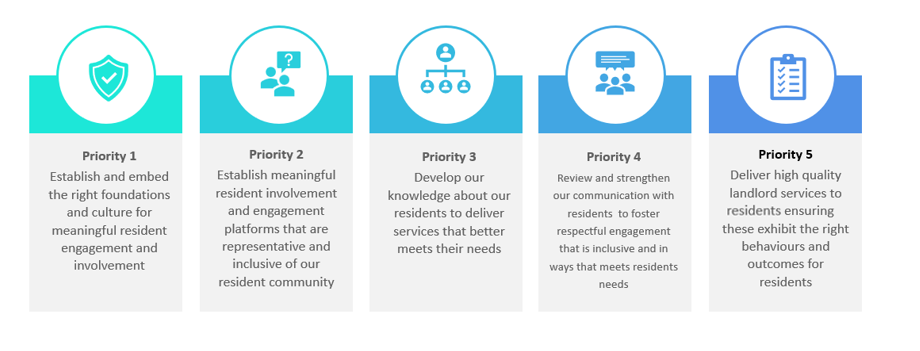 ?
Priority 1
Establish and embed
the right foundations
and culture for
meaningful resident
engagement and
involvement
Priority 2
Establish meaningful
resident involvement
and engagement
platforms that are
representative and
inclusive of our
resident community
Priority 3
Develop our
knowledge about our
residents to deliver
services that better
meets their needs
Priority 4
Review and strengthen
our communication with
residents to foster
respectful engagement
that is inclusive and in
ways that meets residents
needs
Priority 5
Deliver high quality
landlord services to
residents ensuring
these exhibit the right
behaviours and
outcomes for
residents